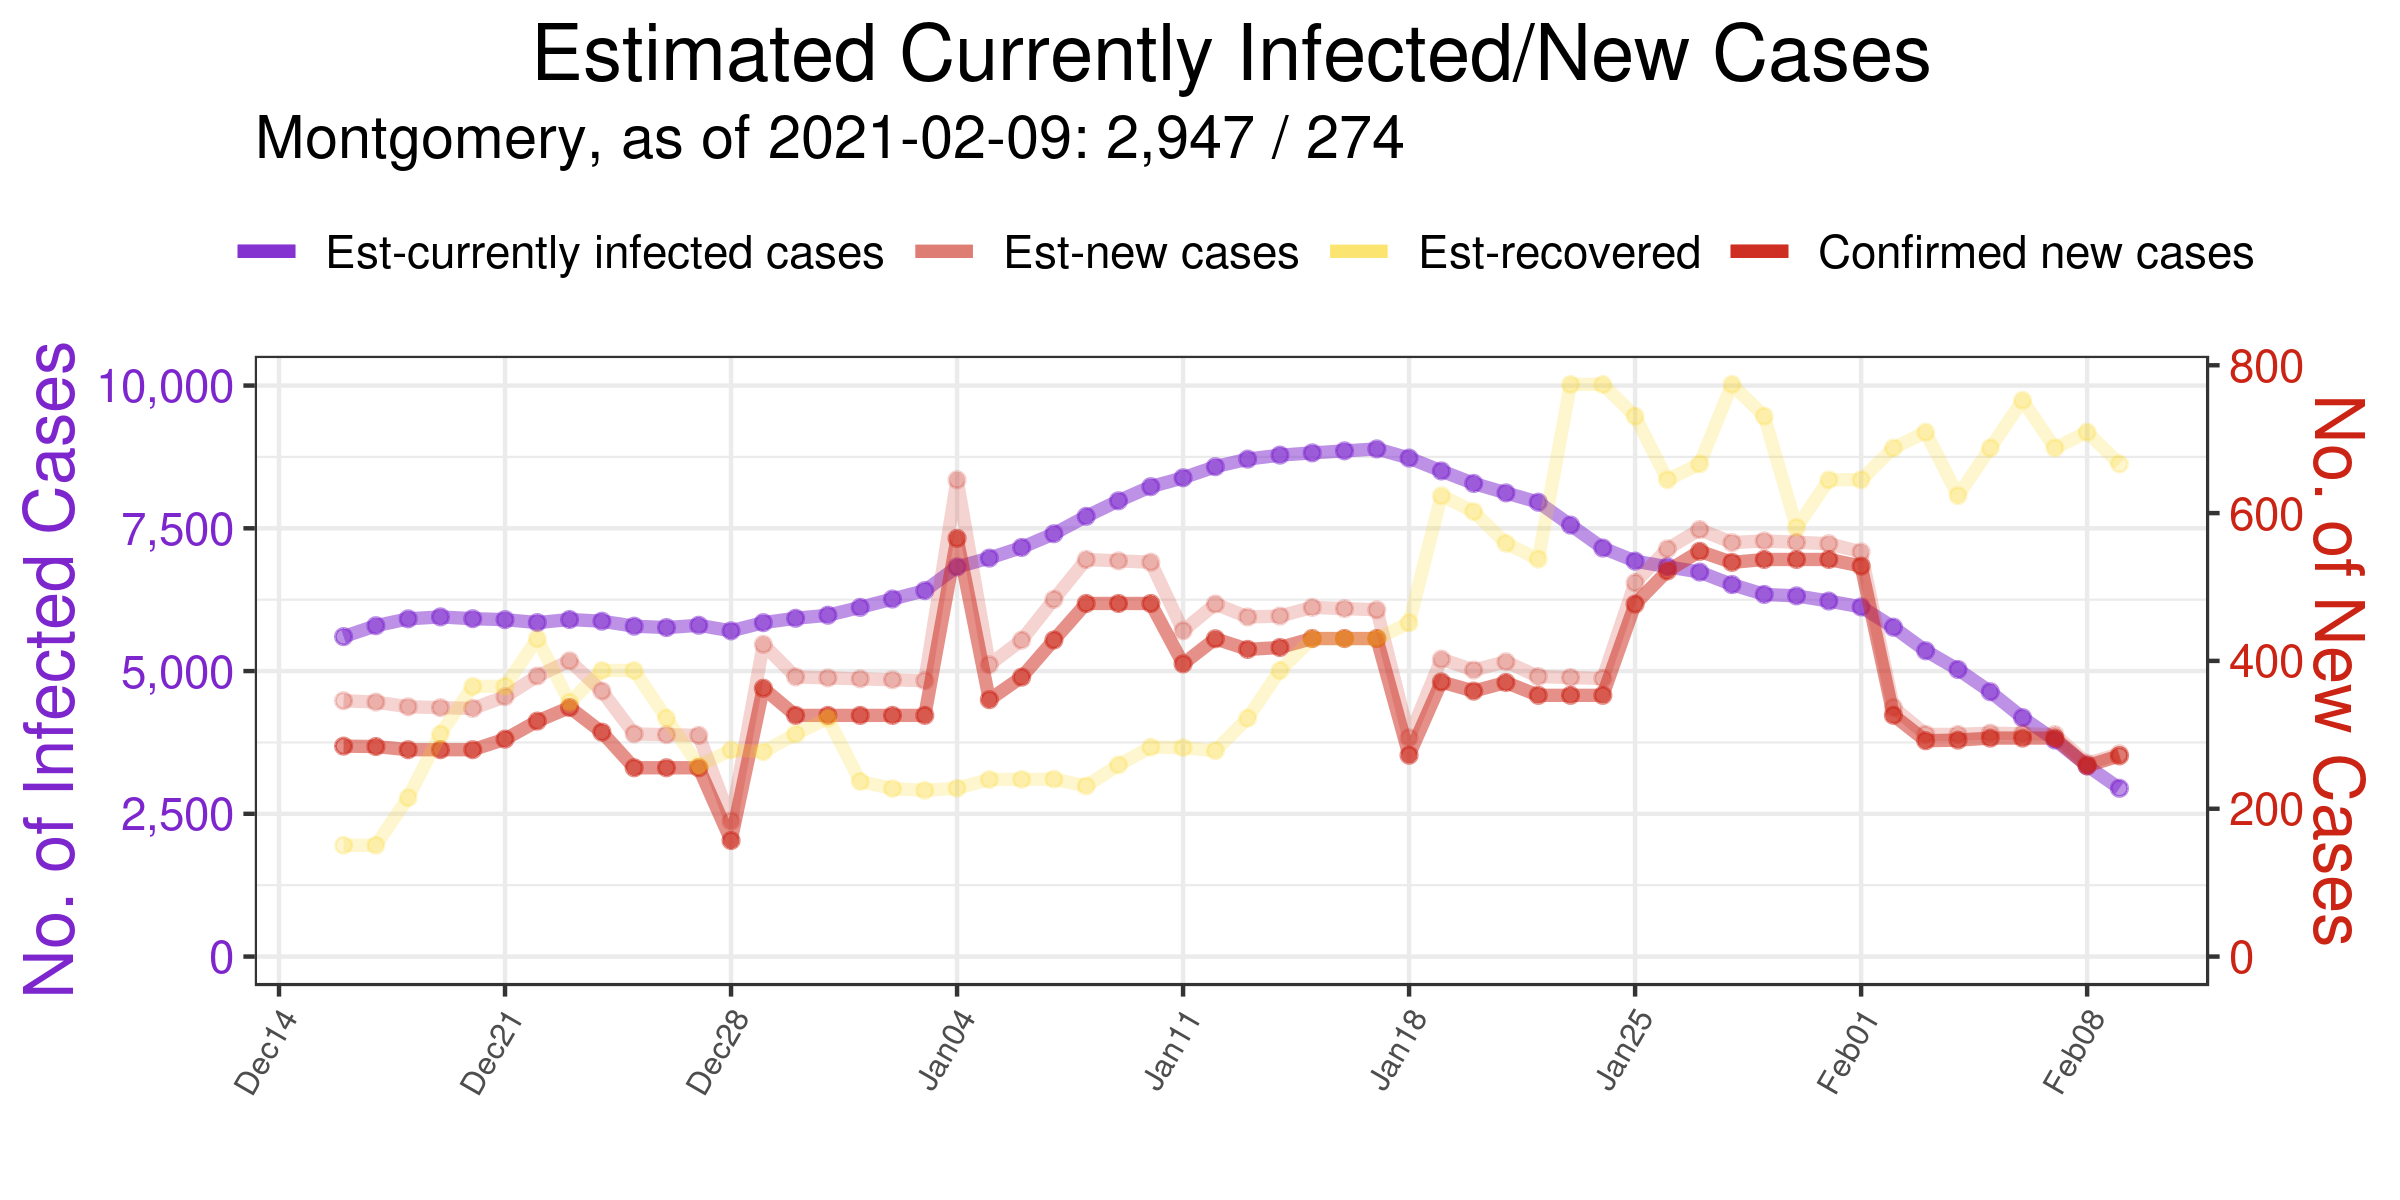 Estimated Currently Infected/New Cases
Montgomery, as of 2021-02-09: 2,947 / 274
Est-currently infected cases Est-new cases Est-recovered Confirmed new cases
No. of Infected Cases
10,000
7,500
5,000
2,500
0
800
600
400
200
0
No. of New Cases
Dec14 Dec21 Dec28 Jan04 Jan11 Jan18 Jan25 Feb01 Feb08